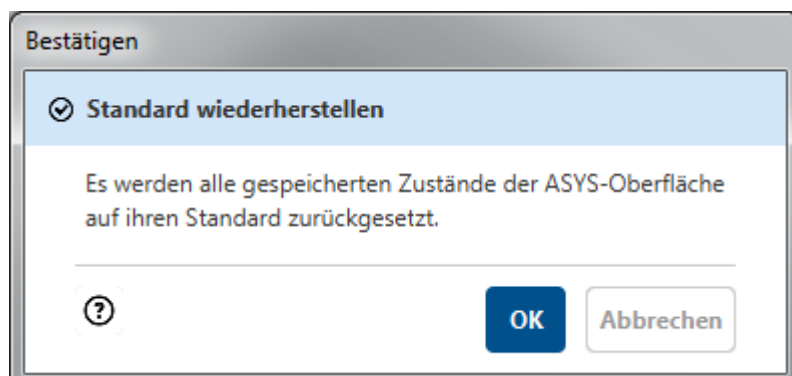 Bestätigen
Standard wiederherstellen
Es werden alle gespeicherten Zustände der ASYS-Oberfläche
auf ihren Standard zurückgesetzt.
?
OK
Abbrechen